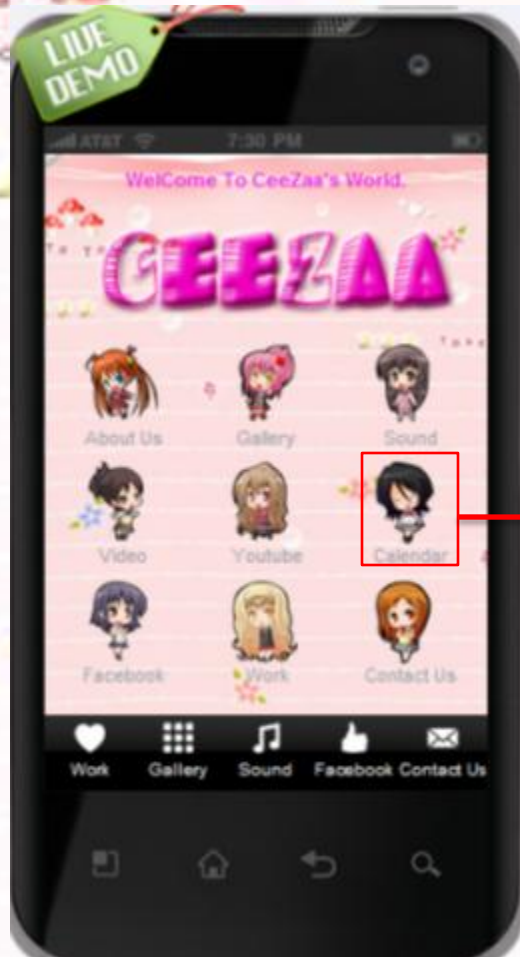 LIVE
DEMO
AT&T 7:30 PM
WelCome To CeeZaa's World.
CEEZAA
About Us Gallery Sound
Video Youtube Calendar
Facebook Work Contact Us
Work Gallery Sound Facebook Contact Us